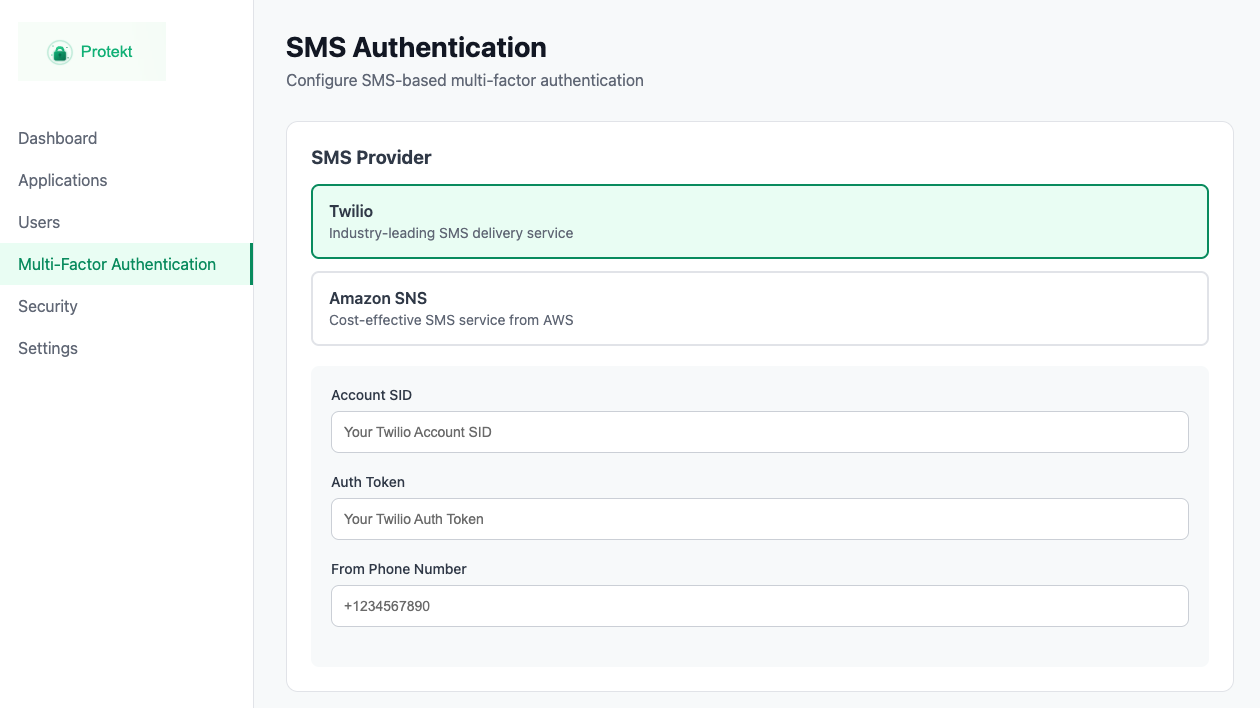 Protekt
Dashboard
Applications
Users
Multi-Factor Authentication
Security
Settings
SMS Authentication
Configure SMS-based multi-factor authentication
SMS Provider
Twilio
Industry-leading SMS delivery service
Amazon SNS
Cost-effective SMS service from AWS
Account SID
Your Twilio Account SID
Auth Token
Your Twilio Auth Token
From Phone Number
+1234567890